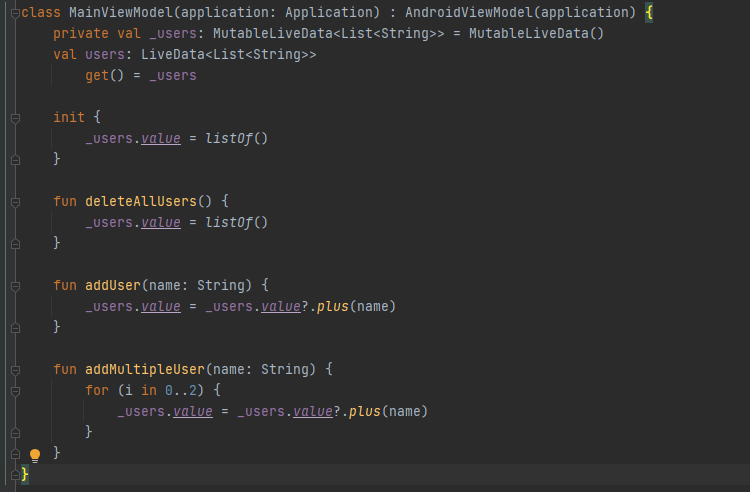 class MainViewModel(application: Application) : AndroidViewModel(application) {
    private val _users: MutableLiveData<List<String>> = MutableLiveData()
    val users: LiveData<List<String>>
        get() = _users

    init {
        _users.value = listOf()
    }

    fun deleteAllUsers() {
        _users.value = listOf()
    }

    fun addUser(name: String) {
        _users.value = _users.value?.plus(name)
    }

    fun addMultipleUser(name: String) {
        for (i in 0..2) {
            _users.value = _users.value?.plus(name)
        }
    }
}